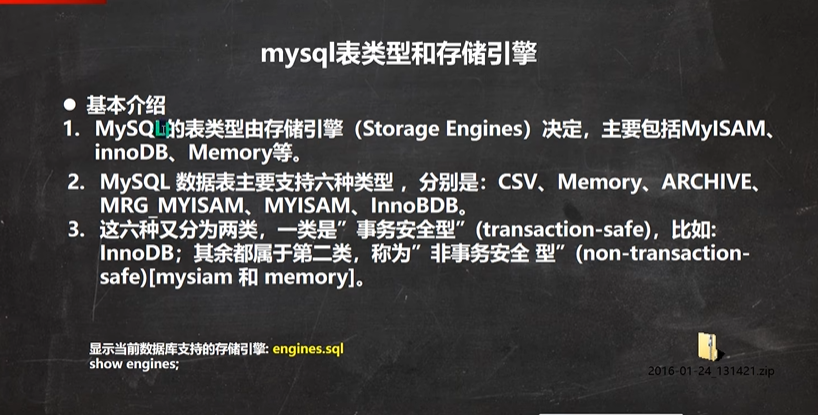 mysql表类型和存储引擎
● 基本介绍
1. MySQL的表类型由存储引擎（Storage Engines）决定，主要包括MyISAM、
innoDB、Memory等。
2. MySQL 数据表主要支持六种类型 ，分别是：CSV、Memory、ARCHIVE、
MRG_MYISAM、MYISAM、InnoBDB。
3. 这六种又分为两类，一类是”事务安全型”(transaction-safe)，比如:
InnoDB；其余都属于第二类，称为”非事务安全 型”(non-transaction-
safe)[mysiam 和 memory]。
显示当前数据库支持的存储引擎: engines.sql
show engines;
2016-01-24_131421.zip